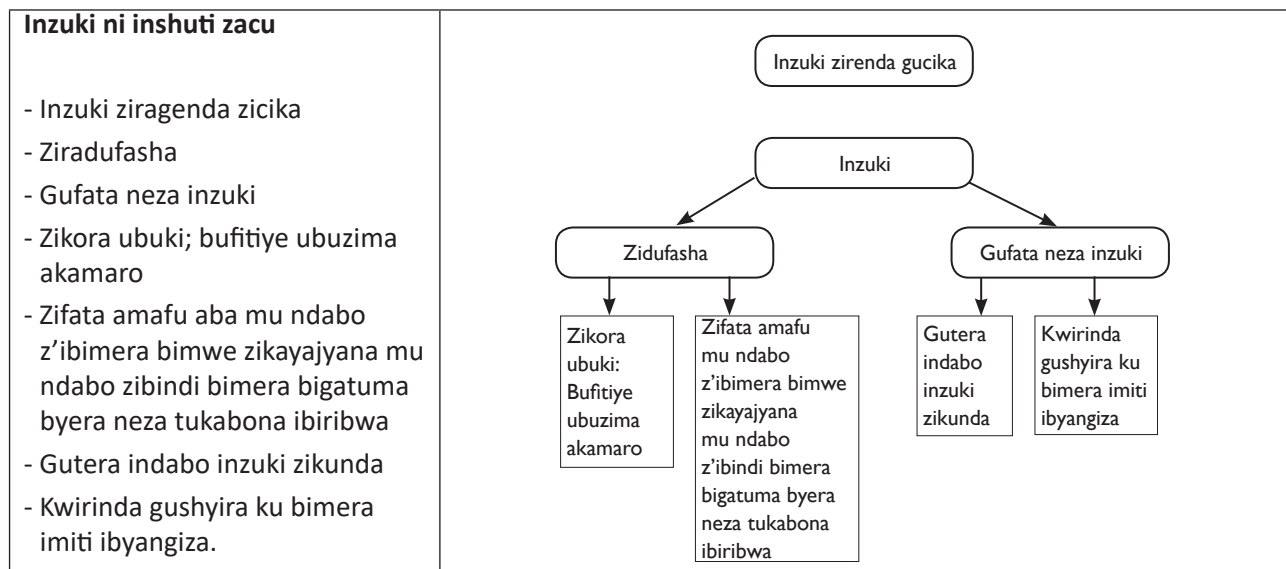 Inzuki ni inshuti zacu
- Inzuki ziragenda zicika
- Ziradufasha
- Gufata neza inzuki
- Zikora ubuki; bufitiye ubuzima
akamaro
- Zifata amafu aba mu ndabo
z'ibimera bimwe zikayajyana mu
ndabo zibindi bimera bigatuma
byera neza tukabona ibiribwa
- Gutera indabo inzuki zikunda
- Kwirinda gushyira ku bimera
imiti ibyangiza.
Inzuki zirenda gucika
Inzuki
Zidufasha
Gufata neza inzuki
Zikora
ubuki:
Bufitiye
ubuzima
akamaro
Zifata amafu
mu ndabo
z'ibimera bimwe
zikayajyana
mu ndabo
z'ibindi bimera
bigatuma byera
neza tukabona
ibiribwa
Gutera
indabo
inzuki
zikunda
Kwirinda
gushyira ku
bimera imiti
ibyangiza